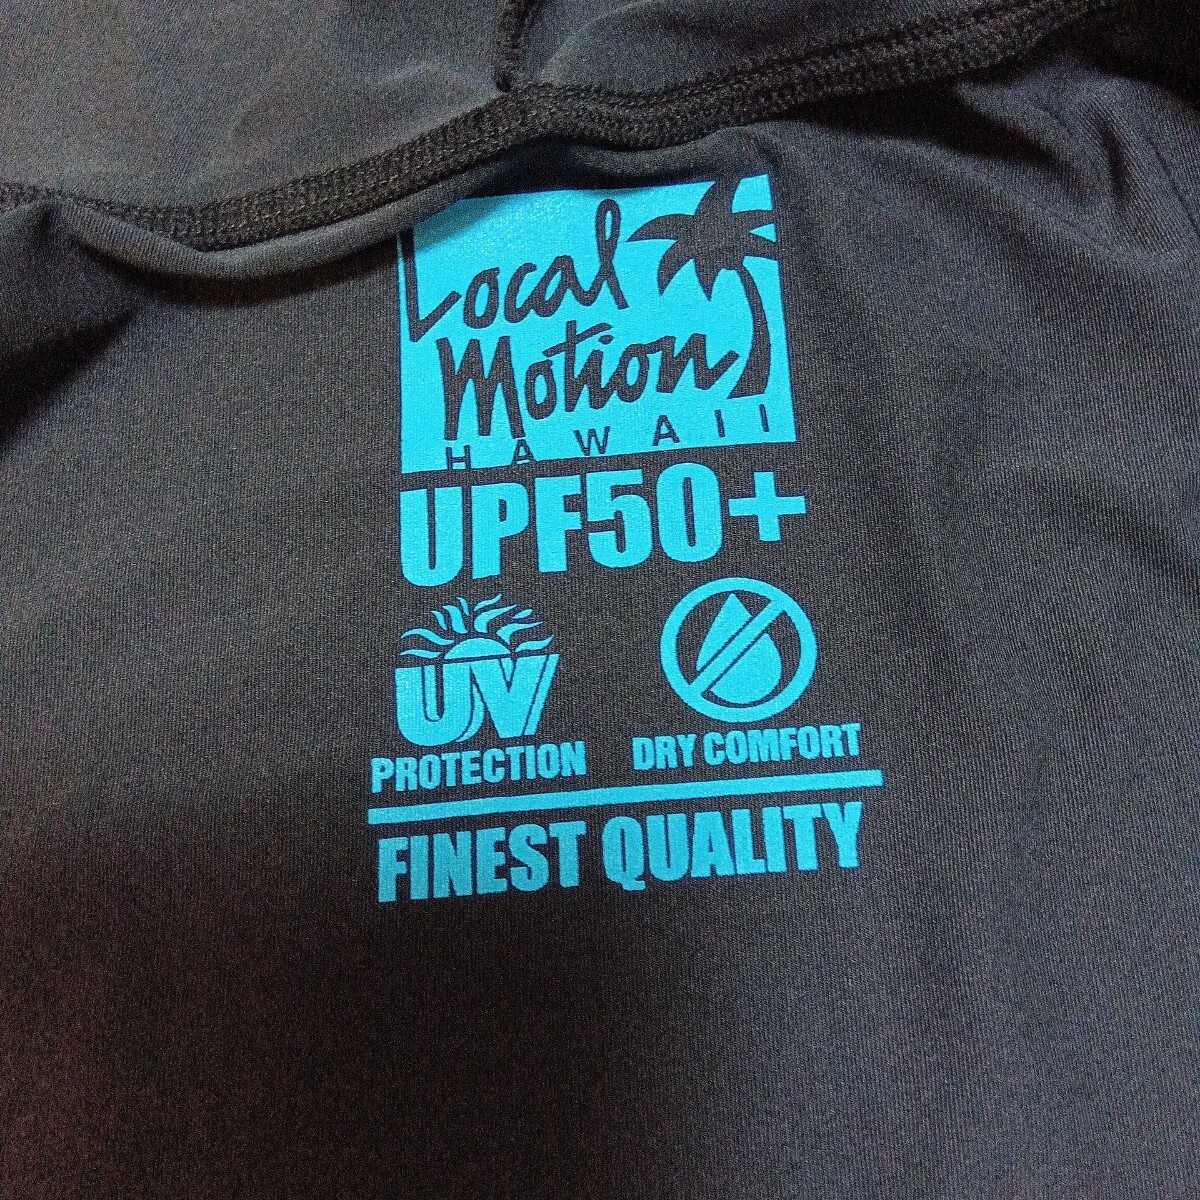 Local
Motion
HAWAII
UPF50+
UV
PROTECTION
DRY COMFORT
FINEST QUALITY